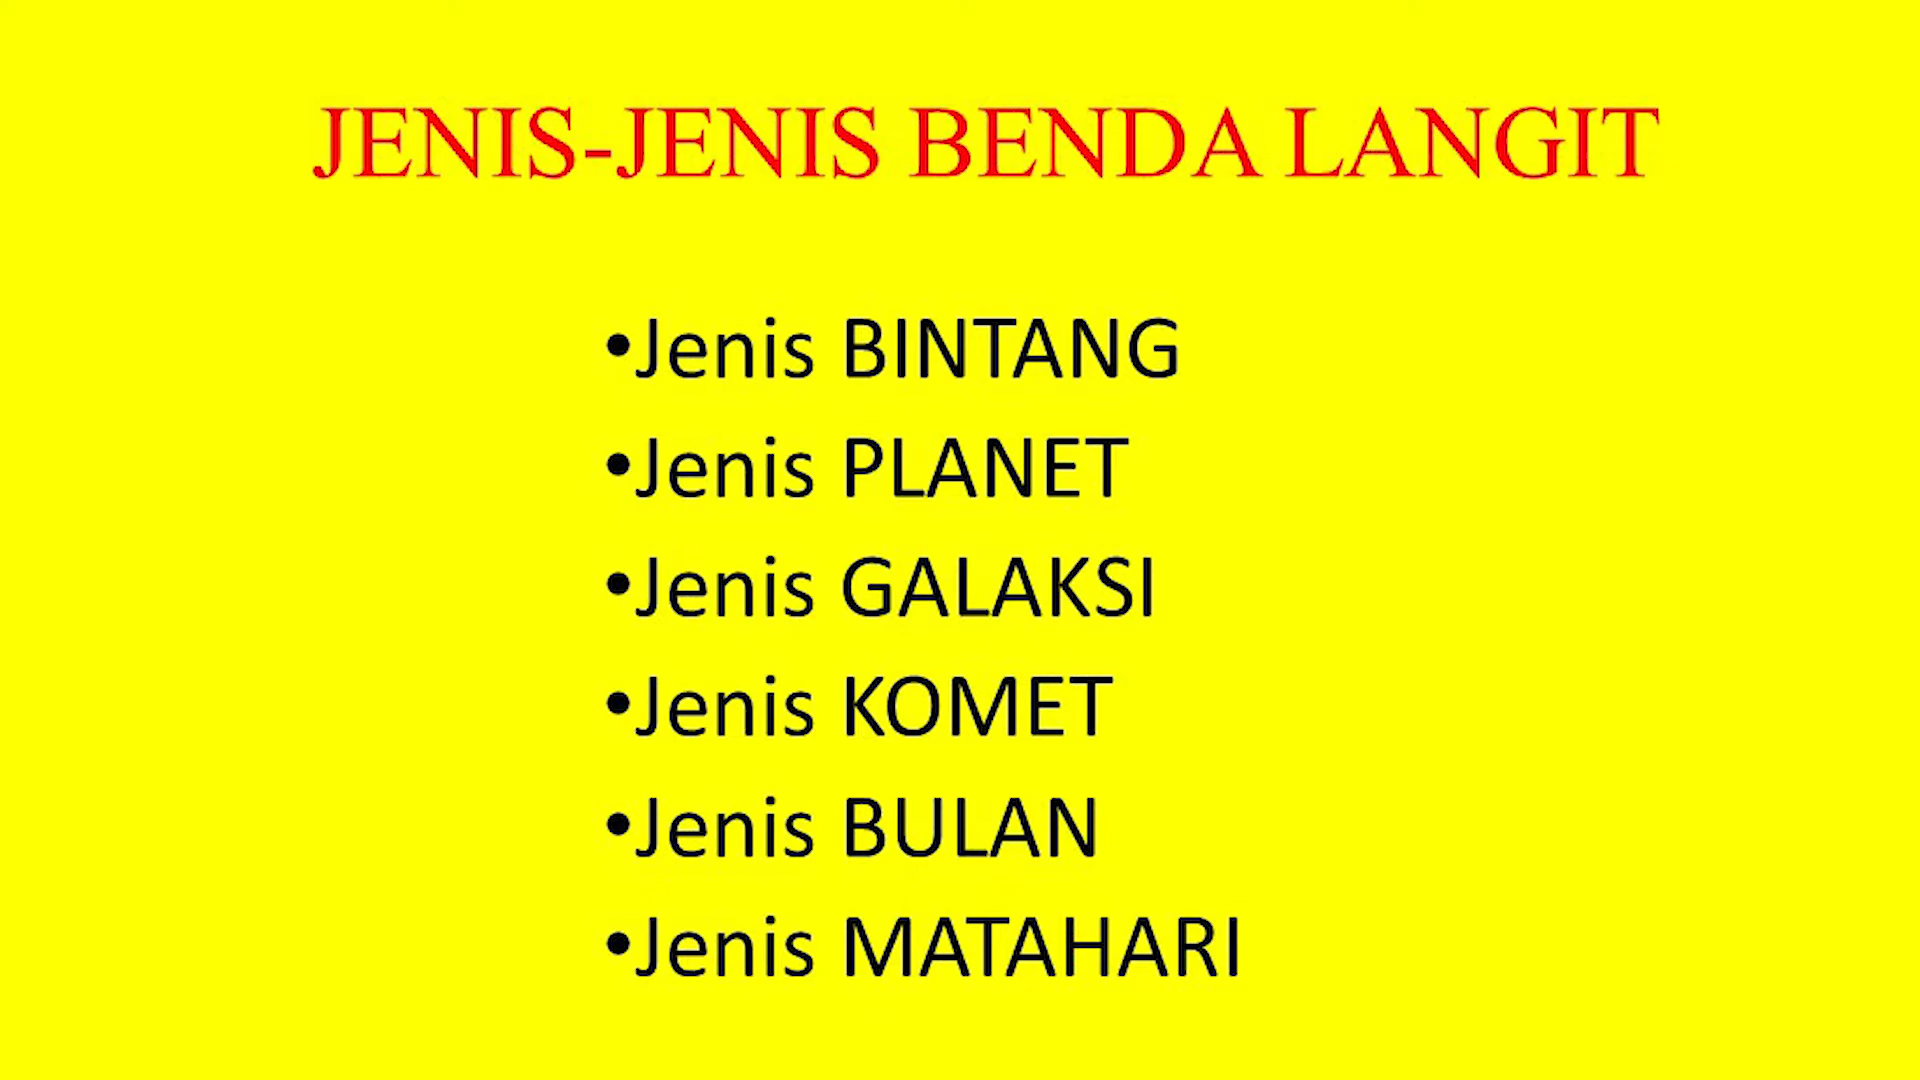 JENIS-JENIS BENDA LANGIT
•Jenis BINTANG
•Jenis PLANET
•Jenis GALAKSI
•Jenis KOMET
•Jenis BULAN
•Jenis MATAHARI